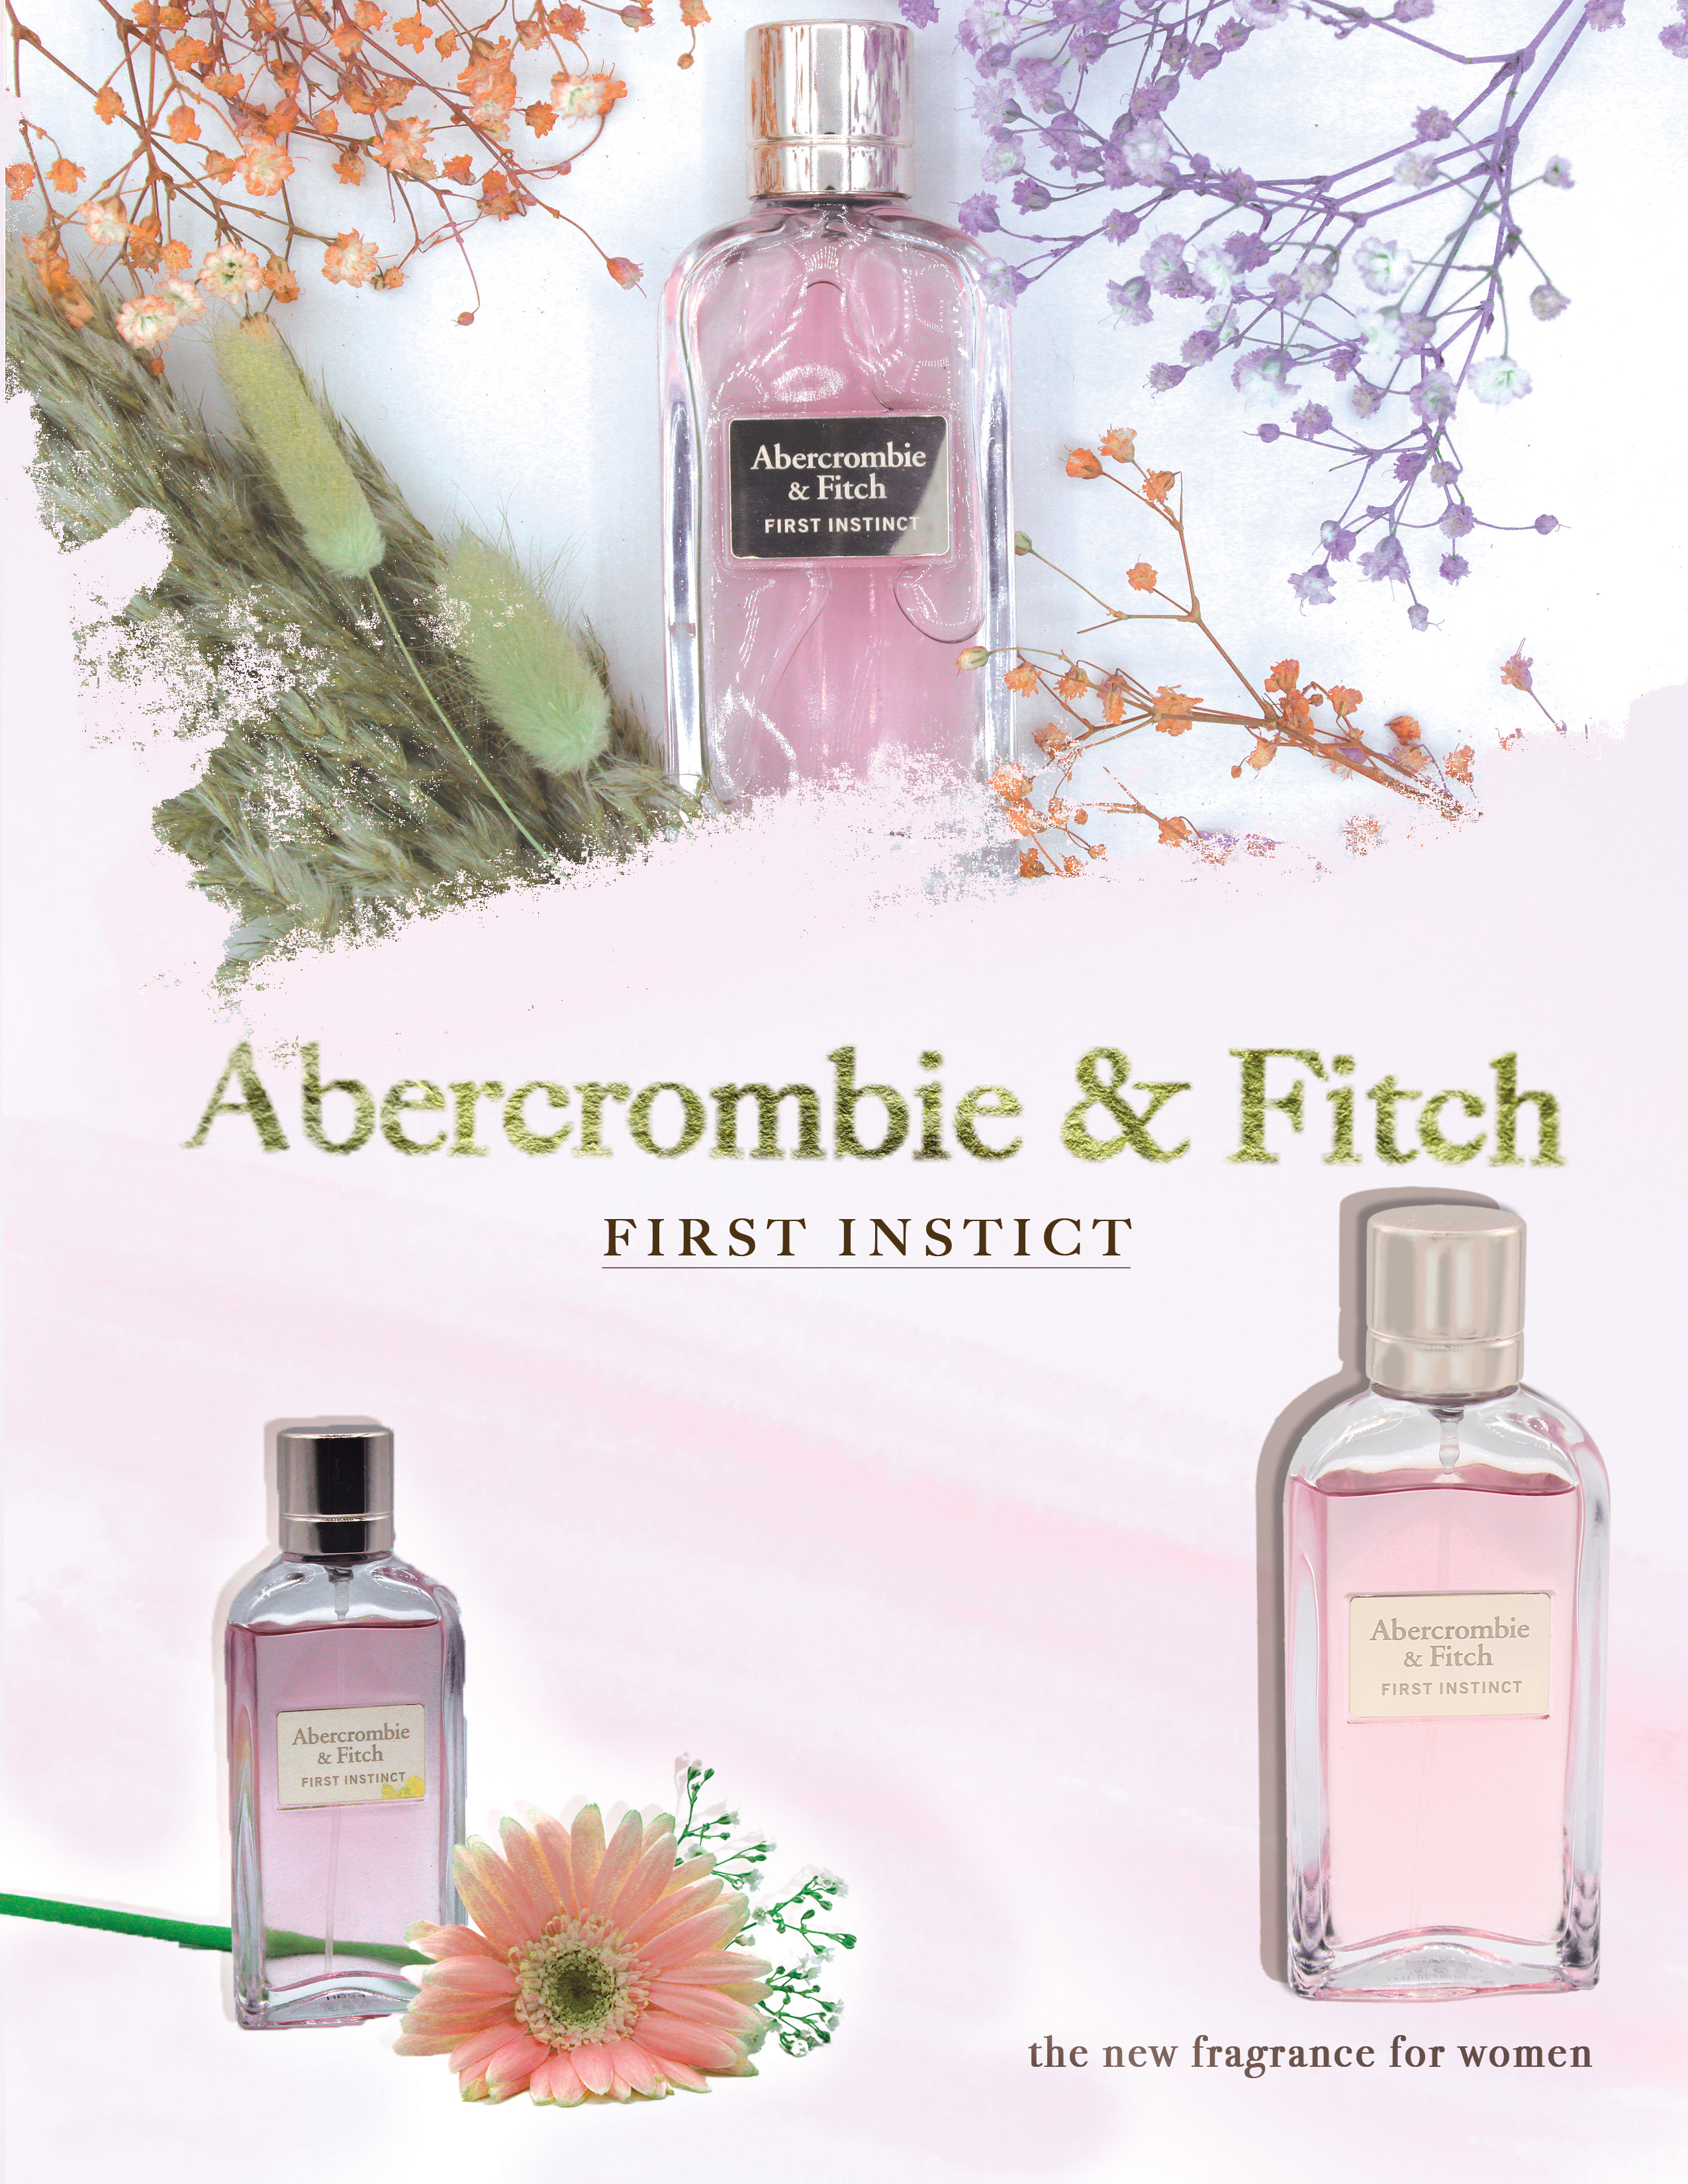 Abercrombie
& Fitch
FIRST INSTINCT
Abercrombie & Fitch
FIRST INSTICT
Abercrombie
& Fitch
FIRST INSTINCT
Abercrombie
& Fitch
FIRST INSTINCT
the new fragrance for women